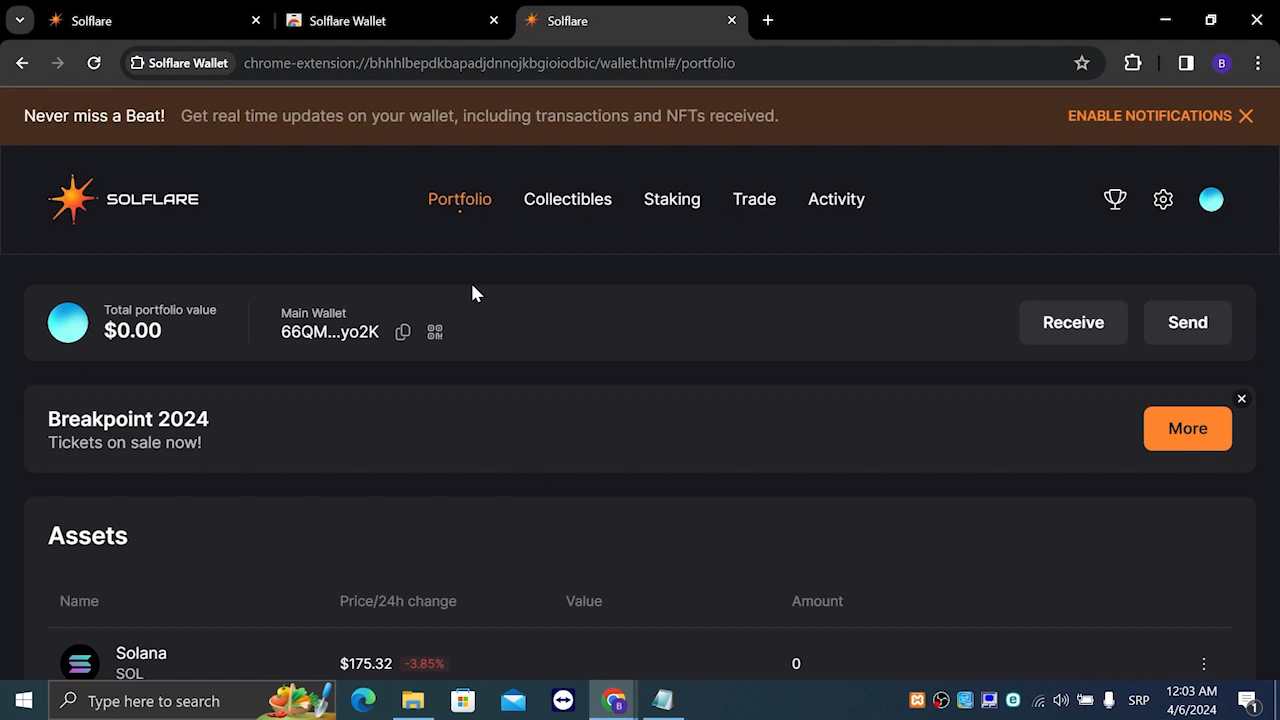 Solflare
Solflare Wallet
Solflare
Solflare Wallet
chrome-extension://bhhhlbepdkbapadjdnnojkbgioiodbic/wallet.html#/portfolio
B
Never miss a Beat! Get real time updates on your wallet, including transactions and NFTs received.
ENABLE NOTIFICATIONS
SOLFLARE
Portfolio
Collectibles
Staking
Trade
Activity
Total portfolio value
$0.00
Main Wallet
66QM...yo2K
Receive
Send
Breakpoint 2024
Tickets on sale now!
More
Assets
Name
Price/24h change
Value
Amount
Solana
SOL
$175.32 -3.85%
0
Type here to search
B
SRP
12:03 AM
4/6/2024
1